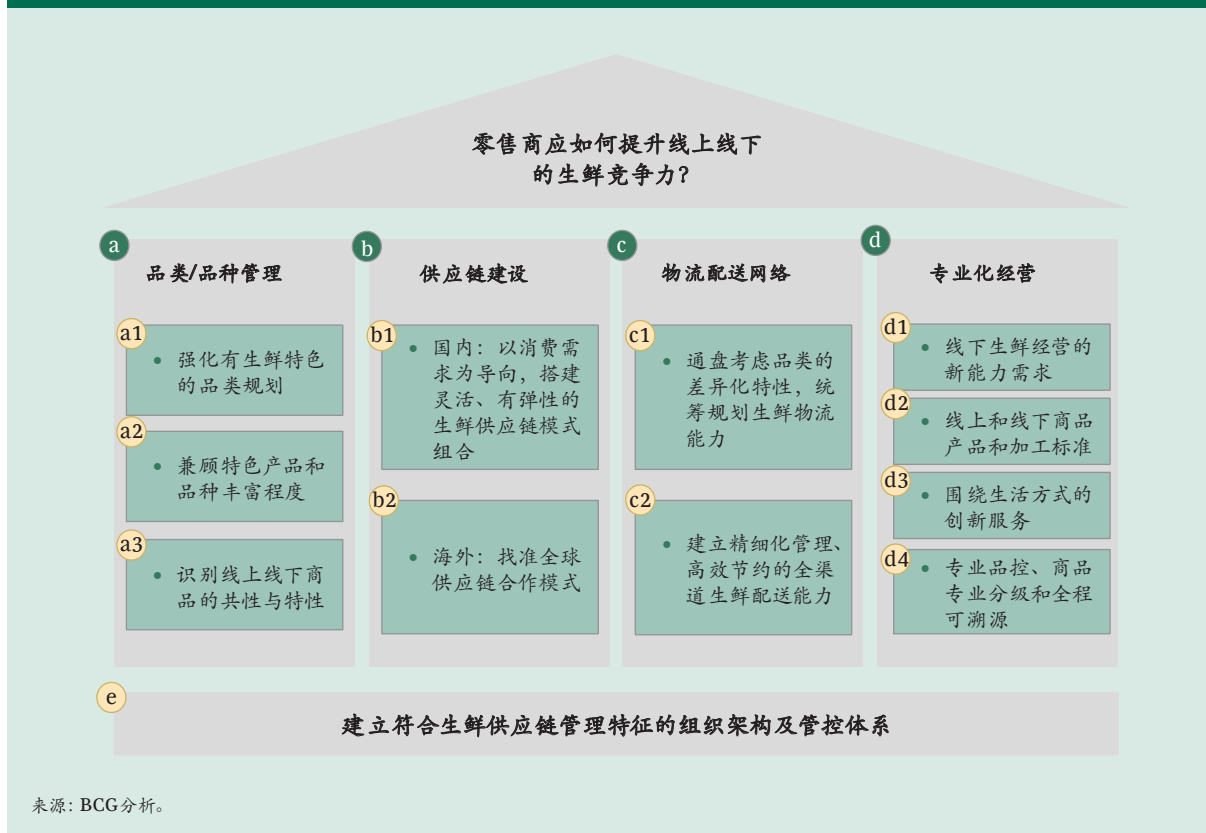 零售商应如何提升线上线下
的生鲜竞争力?
a
品类/品种管理
a1
• 强化有生鲜特色
的品类规划
a2
• 兼顾特色产品和
品种丰富程度
a3
• 识别线上线下商
品的共性与特性
b
供应链建设
b1
• 国内：以消费需
求为导向，搭建
灵活、有弹性的
生鲜供应链模式
组合
b2
• 海外：找准全球
供应链合作模式
c
物流配送网络
c1
• 通盘考虑品类的
差异化特性，统
筹规划生鲜物流
能力
c2
• 建立精细化管理、
高效节约的全渠
道生鲜配送能力
d
专业化经营
d1
• 线下生鲜经营的
新能力需求
d2
• 线上和线下商品
产品和加工标准
d3
• 围绕生活方式的
创新服务
d4
• 专业品控、商品
专业分级和全程
可溯源
e
建立符合生鲜供应链管理特征的组织架构及管控体系
来源：BCG分析。